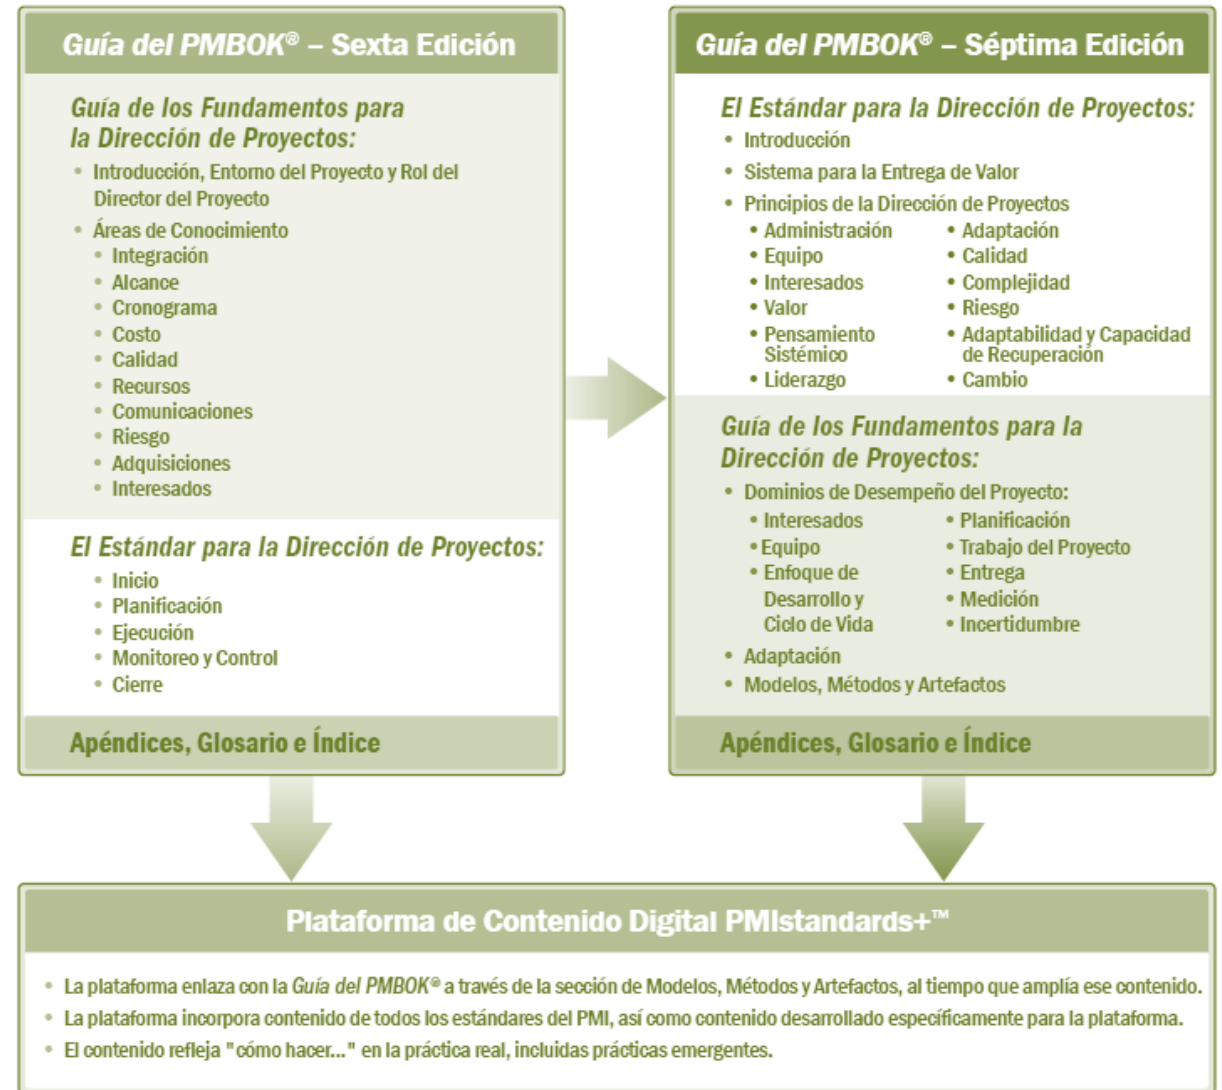 Guía del PMBOK® – Sexta Edición
Guía de los Fundamentos para
la Dirección de Proyectos:
• Introducción, Entorno del Proyecto y Rol del
Director del Proyecto
• Áreas de Conocimiento
• Integración
• Alcance
• Cronograma
• Costo
• Calidad
• Recursos
• Comunicaciones
• Riesgo
• Adquisiciones
• Interesados
El Estándar para la Dirección de Proyectos:
• Inicio
• Planificación
• Ejecución
• Monitoreo y Control
• Cierre
Apéndices, Glosario e Índice
Guía del PMBOK® – Séptima Edición
El Estándar para la Dirección de Proyectos:
• Introducción
• Sistema para la Entrega de Valor
• Principios de la Dirección de Proyectos
• Administración
• Equipo
• Interesados
• Valor
• Pensamiento
Sistémico
• Liderazgo
• Adaptación
• Calidad
• Complejidad
• Riesgo
• Adaptabilidad y Capacidad
de Recuperación
• Cambio
Guía de los Fundamentos para la
Dirección de Proyectos:
• Dominios de Desempeño del Proyecto:
• Interesados
• Equipo
• Enfoque de
Desarrollo y
Ciclo de Vida
• Planificación
• Trabajo del Proyecto
• Entrega
• Medición
• Incertidumbre
• Adaptación
• Modelos, Métodos y Artefactos
Apéndices, Glosario e Índice
Plataforma de Contenido Digital PMIstandards+™
• La plataforma enlaza con la Guía del PMBOK® a través de la sección de Modelos, Métodos y Artefactos, al tiempo que amplía ese contenido.
• La plataforma incorpora contenido de todos los estándares del PMI, así como contenido desarrollado específicamente para la plataforma.
• El contenido refleja "cómo hacer..." en la práctica real, incluidas prácticas emergentes.